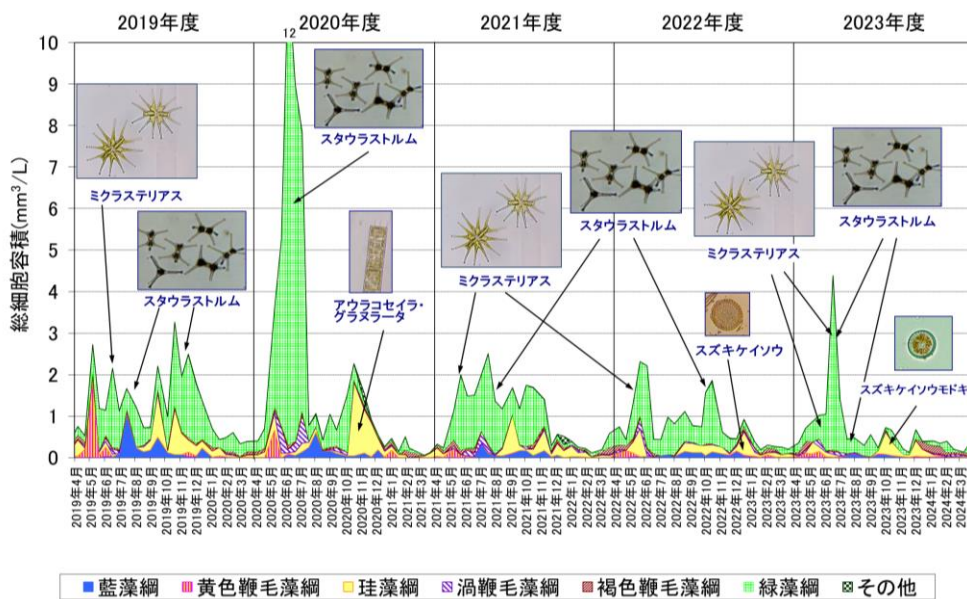 2019年度
2020年度
2021年度
2022年度
2023年度
総細胞容積(mm³/L)
10
9
8
7
6
5
4
3
2
1
0
12
ミクラステリアス
スタウラストルム
スタウラストルム
アウラコセイラ・
グラヌラータ
ミクラステリアス
スタウラストルム
スズキケイソウ
ミクラステリアス
スタウラストルム
スズキケイソウモドキ
2019年4月
2019年5月
2019年6月
2019年7月
2019年8月
2019年9月
2019年10月
2019年11月
2019年12月
2020年1月
2020年2月
2020年3月
2020年4月
2020年5月
2020年6月
2020年7月
2020年8月
2020年9月
2020年10月
2020年11月
2020年12月
2021年1月
2021年2月
2021年3月
2021年4月
2021年5月
2021年6月
2021年7月
2021年8月
2021年9月
2021年10月
2021年11月
2021年12月
2022年1月
2022年2月
2022年3月
2022年4月
2022年5月
2022年6月
2022年7月
2022年8月
2022年9月
2022年10月
2022年11月
2022年12月
2023年1月
2023年2月
2023年3月
2023年4月
2023年5月
2023年6月
2023年7月
2023年8月
2023年9月
2023年10月
2023年11月
2023年12月
2024年1月
2024年2月
2024年3月
藍藻綱 黄色鞭毛藻綱 珪藻綱 渦鞭毛藻綱 褐色鞭毛藻綱 緑藻綱 その他